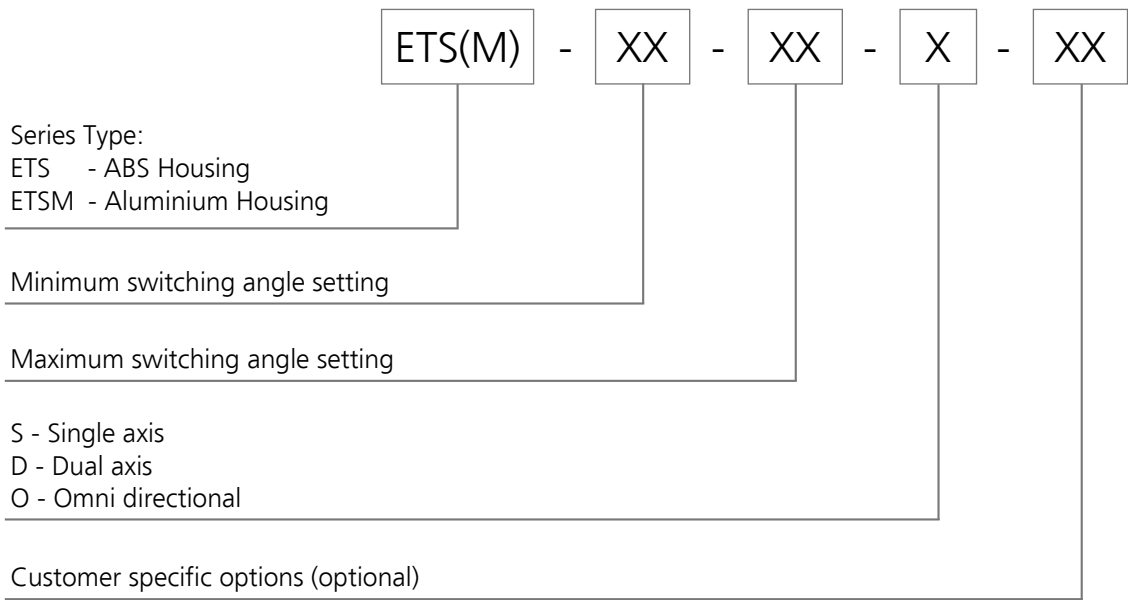 ETS(M) - XX - XX - X - XX
Series Type:
ETS - ABS Housing
ETSM - Aluminium Housing
Minimum switching angle setting
Maximum switching angle setting
S - Single axis
D - Dual axis
O - Omni directional
Customer specific options (optional)